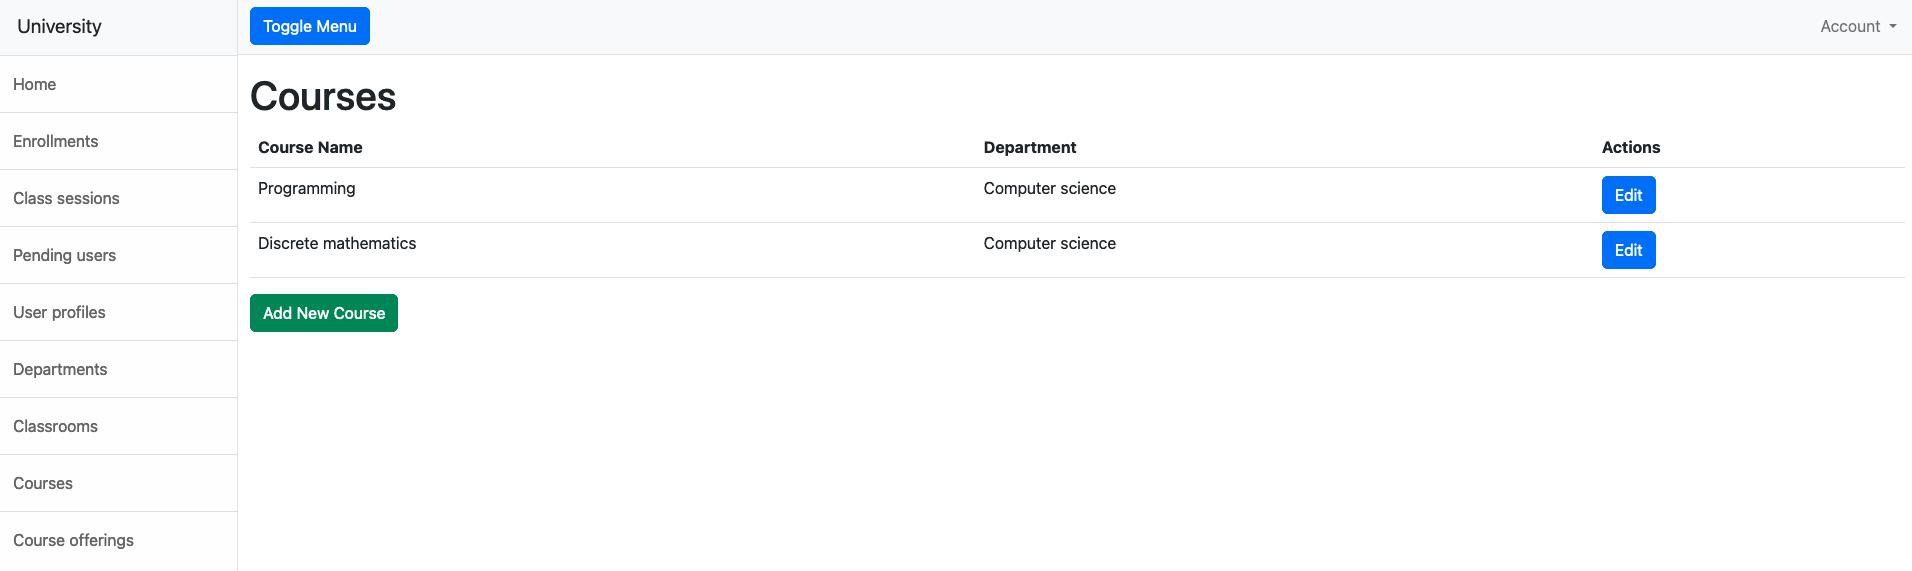 University
Toggle Menu
Account
Home
Enrollments
Class sessions
Pending users
User profiles
Departments
Classrooms
Courses
Course offerings
Courses
Course Name Department Actions
Programming Computer science Edit
Discrete mathematics Computer science Edit
Add New Course